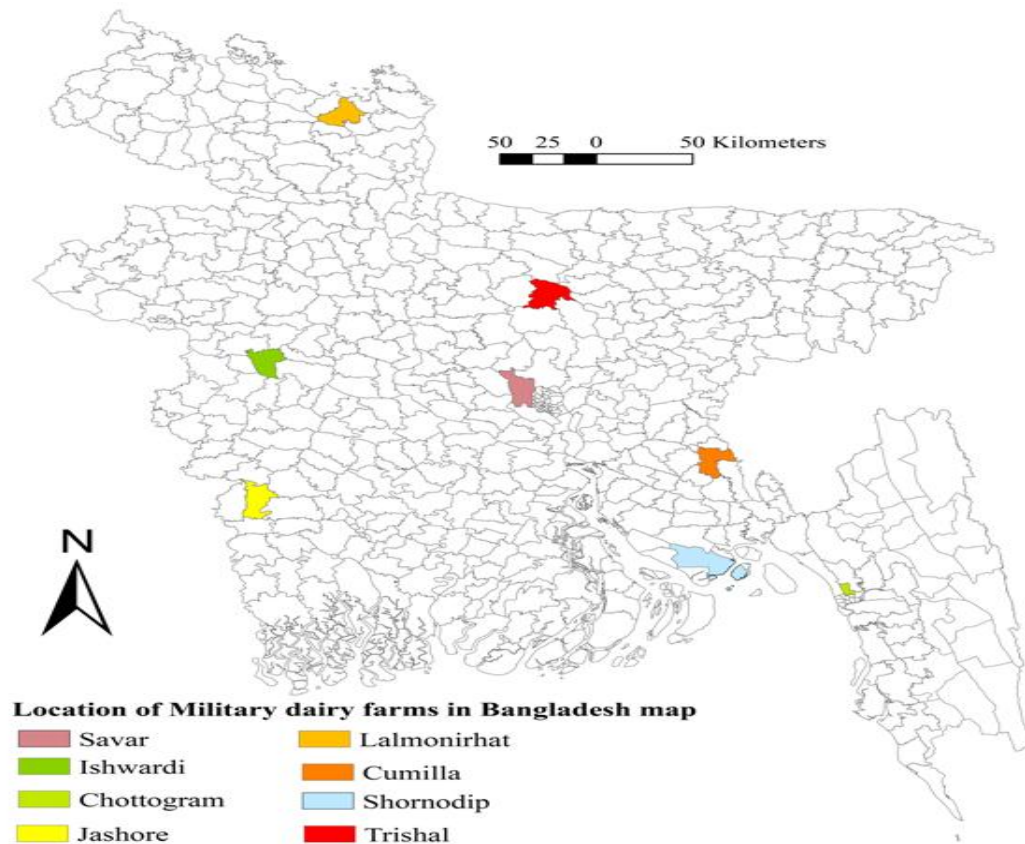 50 25 0 50 Kilometers
N
Location of Military dairy farms in Bangladesh map
Savar Lalmonirhat
Ishwardi Cumilla
Chottogram Shornodip
Jashore Trishal
1